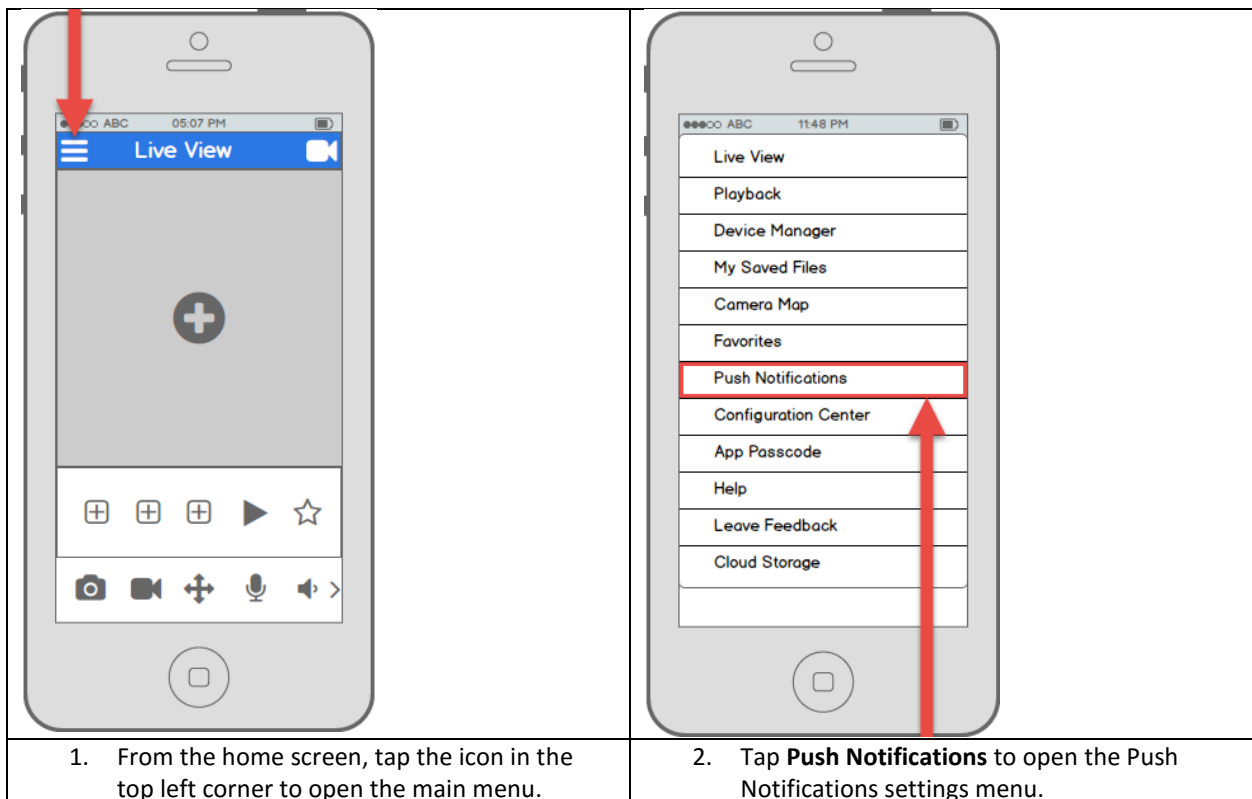 ABC 05:07 PM
Live View
1. From the home screen, tap the icon in the
top left corner to open the main menu.
ABC 11:48 PM
Live View
Playback
Device Manager
My Saved Files
Camera Map
Favorites
Push Notifications
Configuration Center
App Passcode
Help
Leave Feedback
Cloud Storage
2. Tap Push Notifications to open the Push
Notifications settings menu.